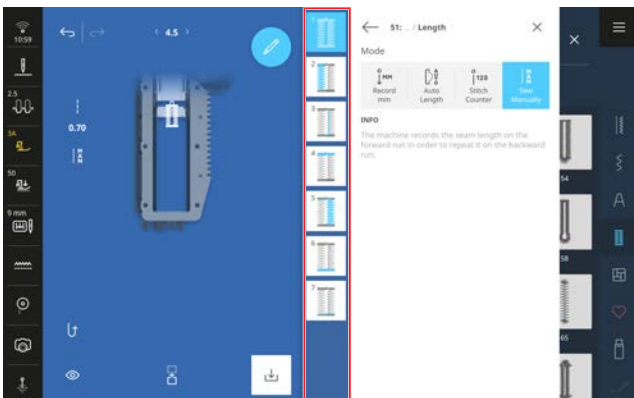 10:59
2.5
3A
50
9 mm
4.5
0.70
M
A
N
1
2
3
4
5
6
7
51: ... / Length
Mode
MM
Record
mm
Auto
Length
123
Stitch
Counter
M
A
N
Sew
Manually
INFO
The machine records the seam length on the
forward run in order to repeat it on the backward
run.
54
58
65